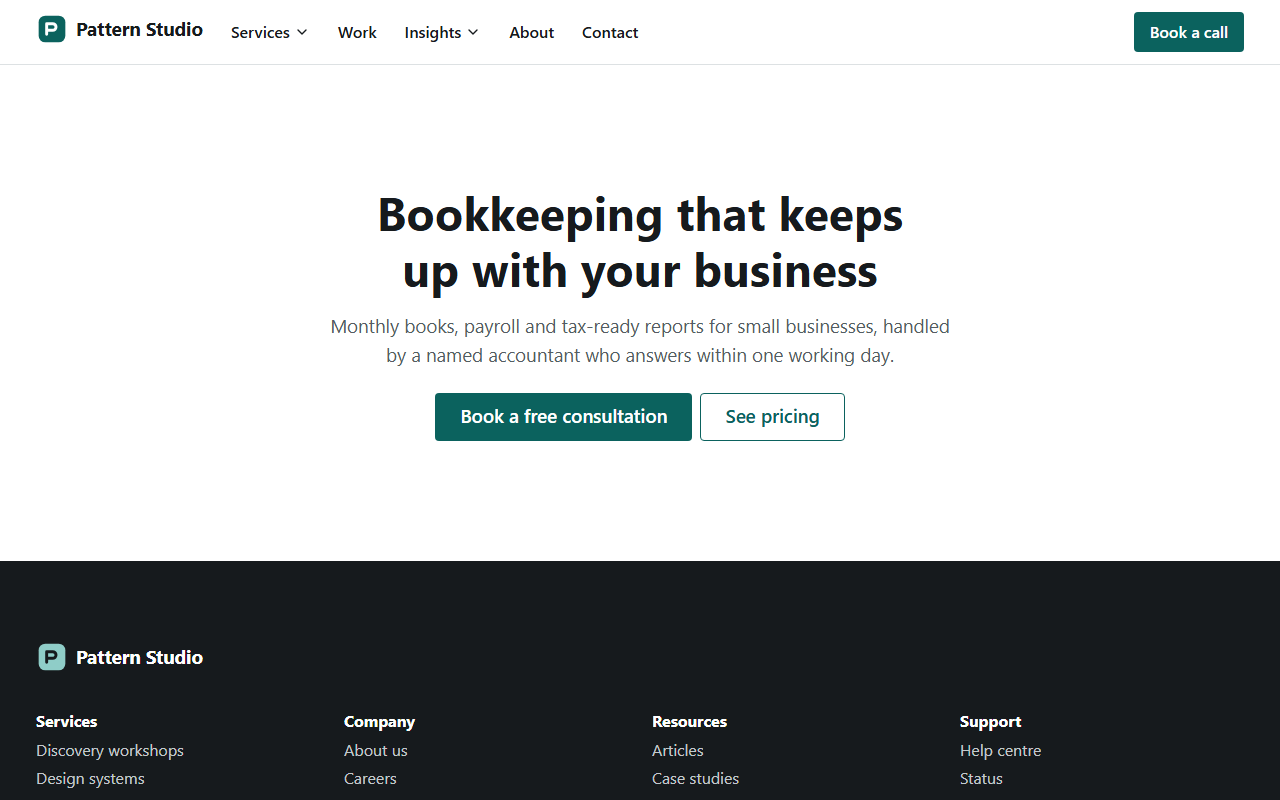 Pattern Studio
Services
Work
Insights
About
Contact
Book a call
Bookkeeping that keeps
up with your business
Monthly books, payroll and tax-ready reports for small businesses, handled
by a named accountant who answers within one working day.
Book a free consultation
See pricing
Pattern Studio
Services
Discovery workshops
Design systems
Company
About us
Careers
Resources
Articles
Case studies
Support
Help centre
Status